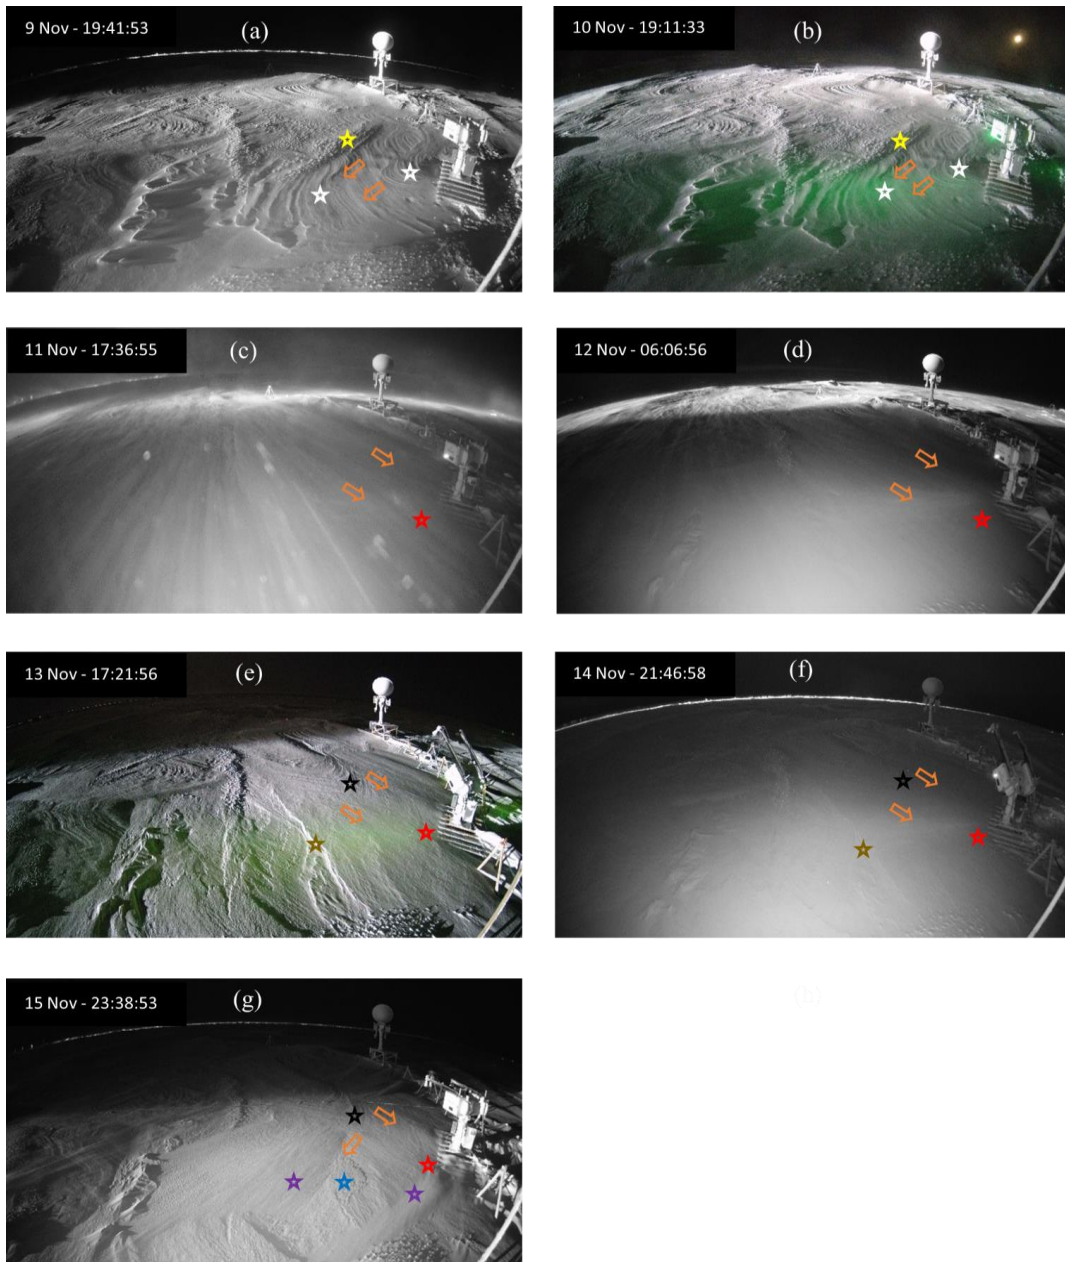 9 Nov - 19:41:53 (a)
10 Nov - 19:11:33 (b)
11 Nov - 17:36:55 (c)
12 Nov - 06:06:56 (d)
13 Nov - 17:21:56 (e)
14 Nov - 21:46:58 (f)
15 Nov - 23:38:53 (g)
(h)